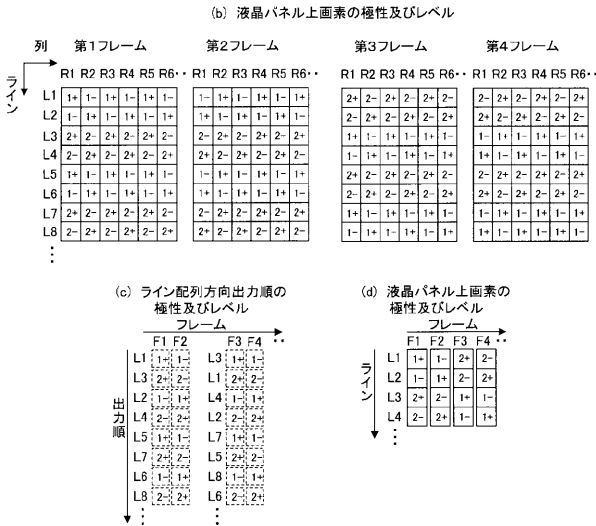 (b) 液晶パネル上画素の極性及びレベル
列 第1フレーム 第2フレーム 第3フレーム 第4フレーム
ライン
R1 R2 R3 R4 R5 R6‥ R1 R2 R3 R4 R5 R6‥ R1 R2 R3 R4 R5 R6‥ R1 R2 R3 R4 R5 R6‥
L1 1+ 1- 1+ 1- 1+ 1- 1- 1+ 1- 1+ 1- 1+ 2+ 2- 2+ 2- 2+ 2- 2- 2+ 2- 2+ 2- 2+
L2 1- 1+ 1- 1+ 1- 1+ 1+ 1- 1+ 1- 1+ 1- 2- 2+ 2- 2+ 2- 2+ 2+ 2- 2+ 2- 2+ 2-
L3 2+ 2- 2+ 2- 2+ 2- 2- 2+ 2- 2+ 2- 2+ 1+ 1- 1+ 1- 1+ 1- 1- 1+ 1- 1+ 1- 1+
L4 2- 2+ 2- 2+ 2- 2+ 2+ 2- 2+ 2- 2+ 2- 1- 1+ 1- 1+ 1- 1+ 1+ 1- 1+ 1- 1+ 1-
L5 1+ 1- 1+ 1- 1+ 1- 1- 1+ 1- 1+ 1- 1+ 2+ 2- 2+ 2- 2+ 2- 2- 2+ 2- 2+ 2- 2+
L6 1- 1+ 1- 1+ 1- 1+ 1+ 1- 1+ 1- 1+ 1- 2- 2+ 2- 2+ 2- 2+ 2+ 2- 2+ 2- 2+ 2-
L7 2+ 2- 2+ 2- 2+ 2- 2- 2+ 2- 2+ 2- 2+ 1+ 1- 1+ 1- 1+ 1- 1- 1+ 1- 1+ 1- 1+
L8 2- 2+ 2- 2+ 2- 2+ 2+ 2- 2+ 2- 2+ 2- 1- 1+ 1- 1+ 1- 1+ 1+ 1- 1+ 1- 1+ 1-
(c) ライン配列方向出力順の
極性及びレベル
フレーム
F1 F2 F3 F4 ‥
出力順
L1 1+ 1- L3 1+ 1-
L3 2+ 2- L1 2+ 2-
L2 1- 1+ L4 1- 1+
L4 2- 2+ L2 2- 2+
L5 1+ 1- L7 1+ 1-
L7 2+ 2- L5 2+ 2-
L6 1- 1+ L8 1- 1+
L8 2- 2+ L6 2- 2+
(d) 液晶パネル上画素の
極性及びレベル
フレーム
F1 F2 F3 F4 ‥
ライン
L1 1+ 1- 2+ 2-
L2 1- 1+ 2- 2+
L3 2+ 2- 1+ 1-
L4 2- 2+ 1- 1+